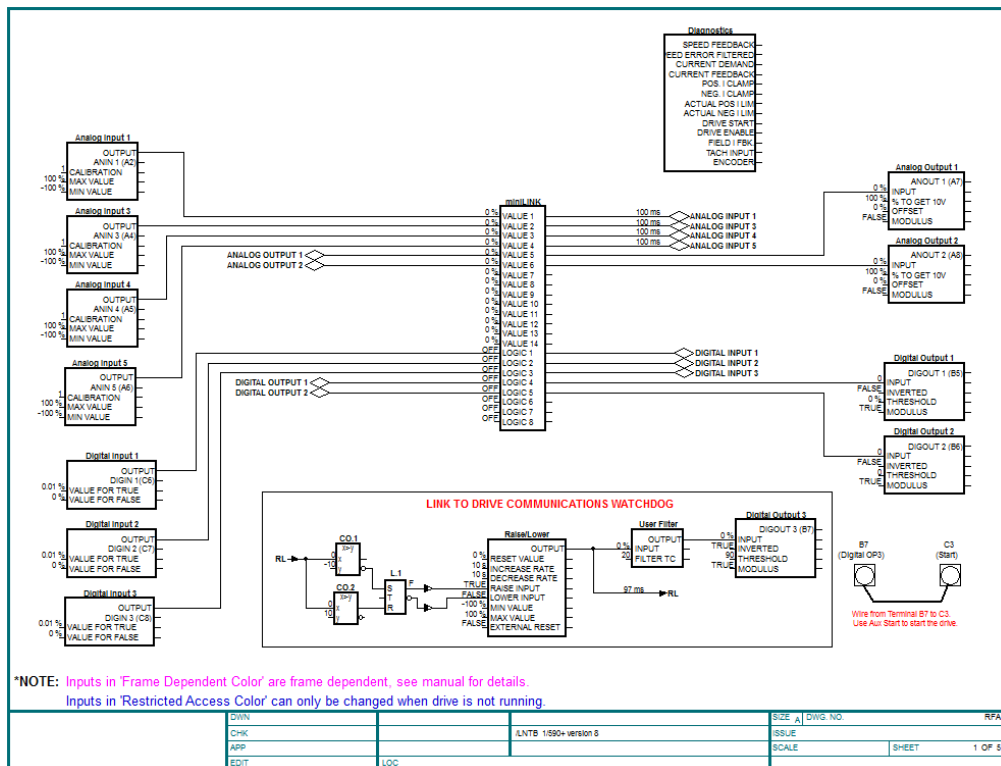 Diagnostics
SPEED FEEDBACK
EED ERROR FILTERED
CURRENT DEMAND
CURRENT FEEDBACK
POS. I CLAMP
NEG. I CLAMP
ACTUAL POS I LIM
ACTUAL NEG I LIM
DRIVE START
DRIVE ENABLE
FIELD I FBK
TACH INPUT
ENCODER
Analog Input 1
OUTPUT
ANIN 1 (A2)
1 CALIBRATION
100 % MAX VALUE
-100 % MIN VALUE
Analog Input 3
OUTPUT
ANIN 3 (A4)
1 CALIBRATION
100 % MAX VALUE
-100 % MIN VALUE
Analog Input 4
OUTPUT
ANIN 4 (A5)
1 CALIBRATION
100 % MAX VALUE
-100 % MIN VALUE
Analog Input 5
OUTPUT
ANIN 5 (A6)
1 CALIBRATION
100 % MAX VALUE
-100 % MIN VALUE
Digital Input 1
OUTPUT
DIGIN 1(C6)
0.01 % VALUE FOR TRUE
0 % VALUE FOR FALSE
Digital Input 2
OUTPUT
DIGIN 2 (C7)
0.01 % VALUE FOR TRUE
0 % VALUE FOR FALSE
Digital Input 3
OUTPUT
DIGIN 3 (C8)
0.01 % VALUE FOR TRUE
0 % VALUE FOR FALSE
ANALOG OUTPUT 1
ANALOG OUTPUT 2
DIGITAL OUTPUT 1
DIGITAL OUTPUT 2
miniLINK
0 % VALUE 1
0 % VALUE 2
0 % VALUE 3
0 % VALUE 4
0 % VALUE 5
0 % VALUE 6
0 % VALUE 7
0 % VALUE 8
0 % VALUE 9
0 % VALUE 10
0 % VALUE 11
0 % VALUE 12
0 % VALUE 13
0 % VALUE 14
OFF LOGIC 1
OFF LOGIC 2
OFF LOGIC 3
OFF LOGIC 4
OFF LOGIC 5
OFF LOGIC 6
OFF LOGIC 7
OFF LOGIC 8
100 ms ANALOG INPUT 1
100 ms ANALOG INPUT 3
100 ms ANALOG INPUT 4
100 ms ANALOG INPUT 5
DIGITAL INPUT 1
DIGITAL INPUT 2
DIGITAL INPUT 3
Analog Output 1
ANOUT 1 (A7)
0 % INPUT
100 % % TO GET 10V
0 % OFFSET
FALSE MODULUS
Analog Output 2
ANOUT 2 (A8)
0 % INPUT
100 % % TO GET 10V
0 % OFFSET
FALSE MODULUS
Digital Output 1
DIGOUT 1 (B5)
0 INPUT
FALSE INVERTED
0 % THRESHOLD
TRUE MODULUS
Digital Output 2
DIGOUT 2 (B6)
0 INPUT
FALSE INVERTED
0 THRESHOLD
TRUE MODULUS
LINK TO DRIVE COMMUNICATIONS WATCHDOG
RL
CO.1
x>y
0 x
-10 y
CO.2
x>y
0 x
10 y
L.1
S F
T
R
Raise/Lower
OUTPUT
0 % RESET VALUE
10 s INCREASE RATE
10 s DECREASE RATE
TRUE RAISE INPUT
FALSE LOWER INPUT
-100 % MIN VALUE
100 % MAX VALUE
FALSE EXTERNAL RESET
User Filter
OUTPUT
0 % INPUT
20 FILTER TC
97 ms RL
Digital Output 3
DIGOUT 3 (B7)
0 % INPUT
TRUE INVERTED
90 THRESHOLD
TRUE MODULUS
B7
(Digital OP3)
C3
(Start)
Wire from Terminal B7 to C3.
Use Aux Start to start the drive.
*NOTE: Inputs in 'Frame Dependent Color' are frame dependent, see manual for details.
Inputs in 'Restricted Access Color' can only be changed when drive is not running.
DWN
CHK
APP
EDIT
LOC
/LNTB 1/590+ version 8
SIZE A DWG. NO. RFA
ISSUE
SCALE SHEET 1 OF 5